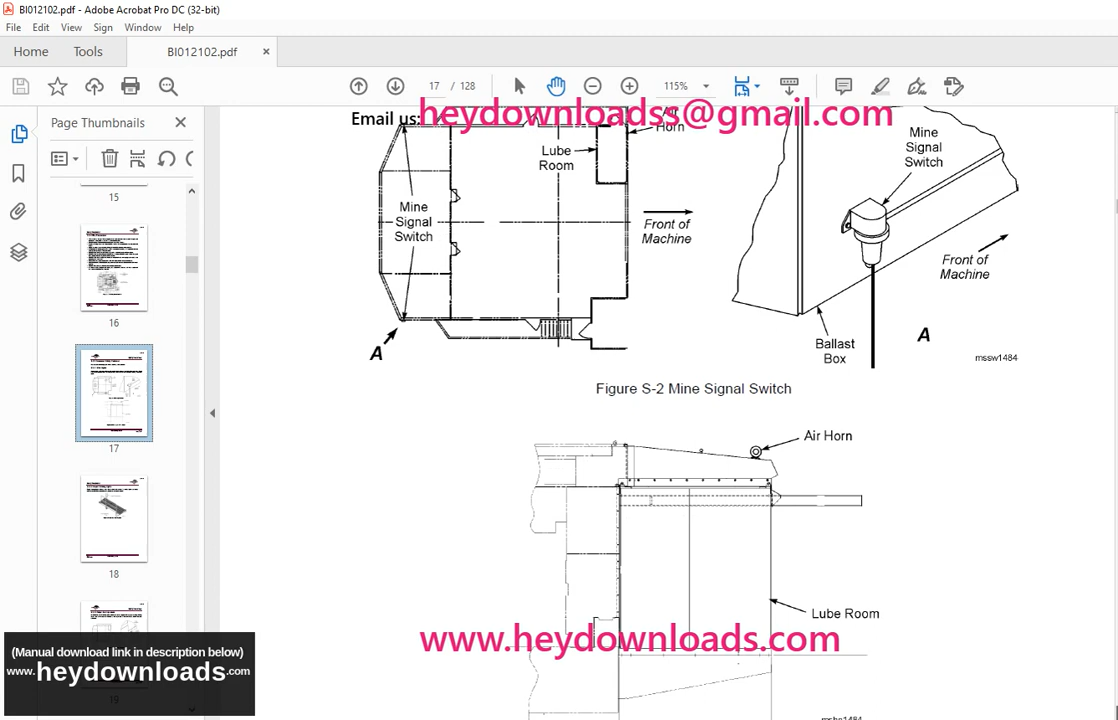 BI012102.pdf - Adobe Acrobat Pro DC (32-bit)
File Edit View Sign Window Help
Home Tools BI012102.pdf ×
17 / 128 115%
Page Thumbnails
15
16
17
18
19
Email us: heydownloadss@gmail.com
Horn
Lube
Room
Mine
Signal
Switch
Front of
Machine
A
Mine
Signal
Switch
Front of
Machine
Ballast
Box
A
mssw1484
Figure S-2 Mine Signal Switch
Air Horn
Lube Room
www.heydownloads.com
(Manual download link in description below)
www.heydownloads.com